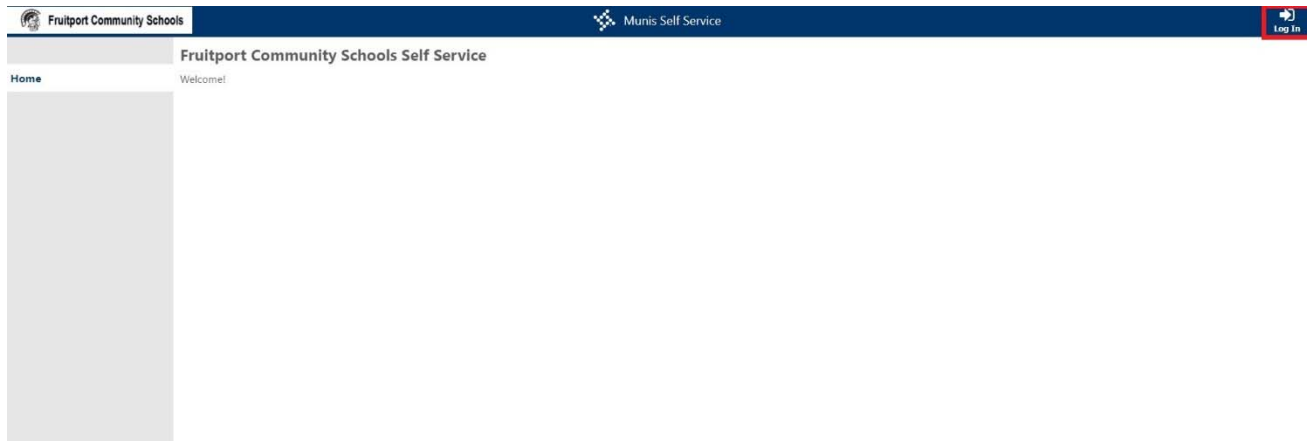 Fruitport Community Schools
Munis Self Service
Log In
Fruitport Community Schools Self Service
Home
Welcome!